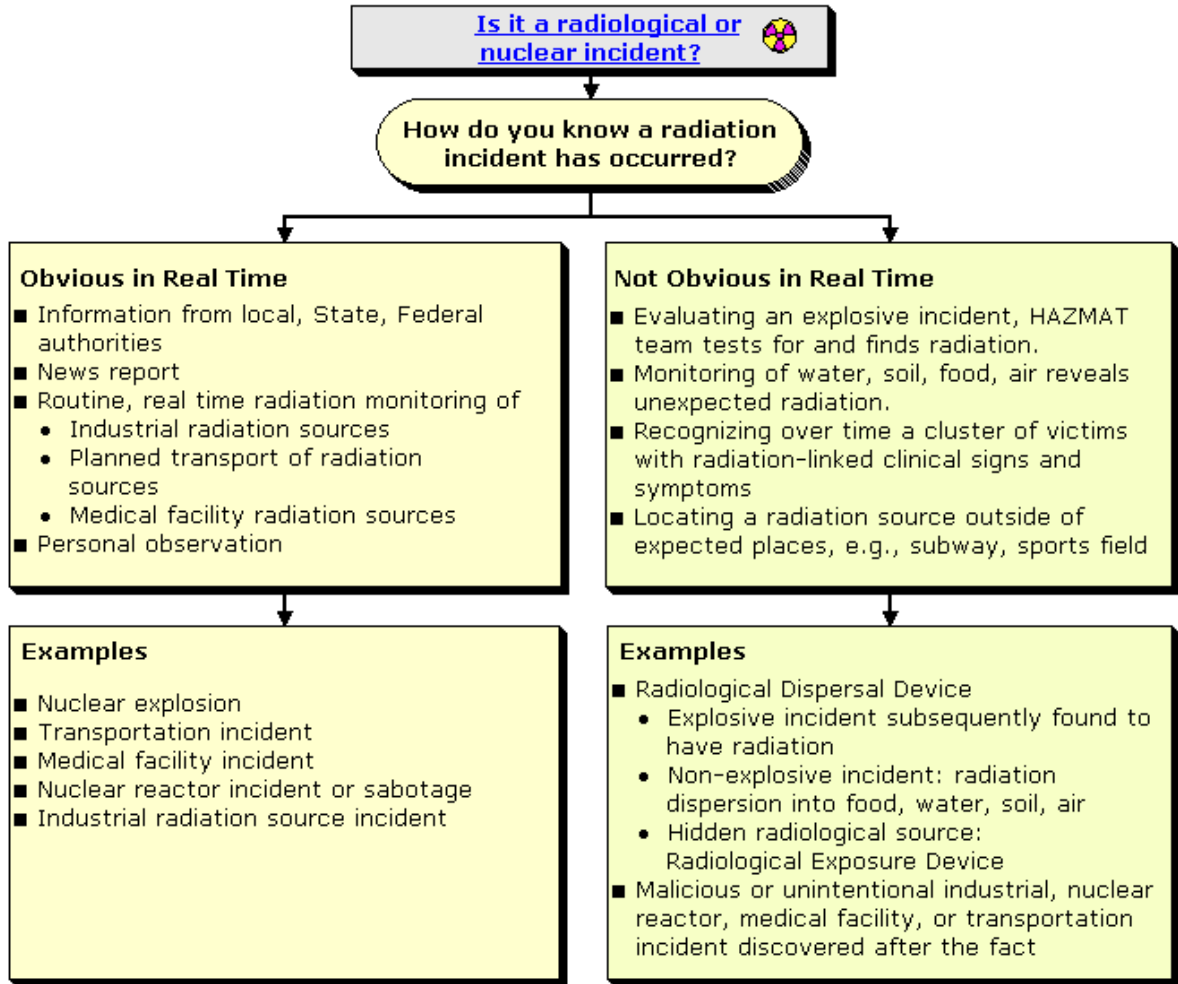 Is it a radiological or
nuclear incident?
How do you know a radiation
incident has occurred?
Obvious in Real Time
■ Information from local, State, Federal
authorities
■ News report
■ Routine, real time radiation monitoring of
● Industrial radiation sources
● Planned transport of radiation
sources
● Medical facility radiation sources
■ Personal observation
Not Obvious in Real Time
■ Evaluating an explosive incident, HAZMAT
team tests for and finds radiation.
■ Monitoring of water, soil, food, air reveals
unexpected radiation.
■ Recognizing over time a cluster of victims
with radiation-linked clinical signs and
symptoms
■ Locating a radiation source outside of
expected places, e.g., subway, sports field
Examples
■ Nuclear explosion
■ Transportation incident
■ Medical facility incident
■ Nuclear reactor incident or sabotage
■ Industrial radiation source incident
Examples
■ Radiological Dispersal Device
● Explosive incident subsequently found to
have radiation
● Non-explosive incident: radiation
dispersion into food, water, soil, air
● Hidden radiological source:
Radiological Exposure Device
■ Malicious or unintentional industrial, nuclear
reactor, medical facility, or transportation
incident discovered after the fact